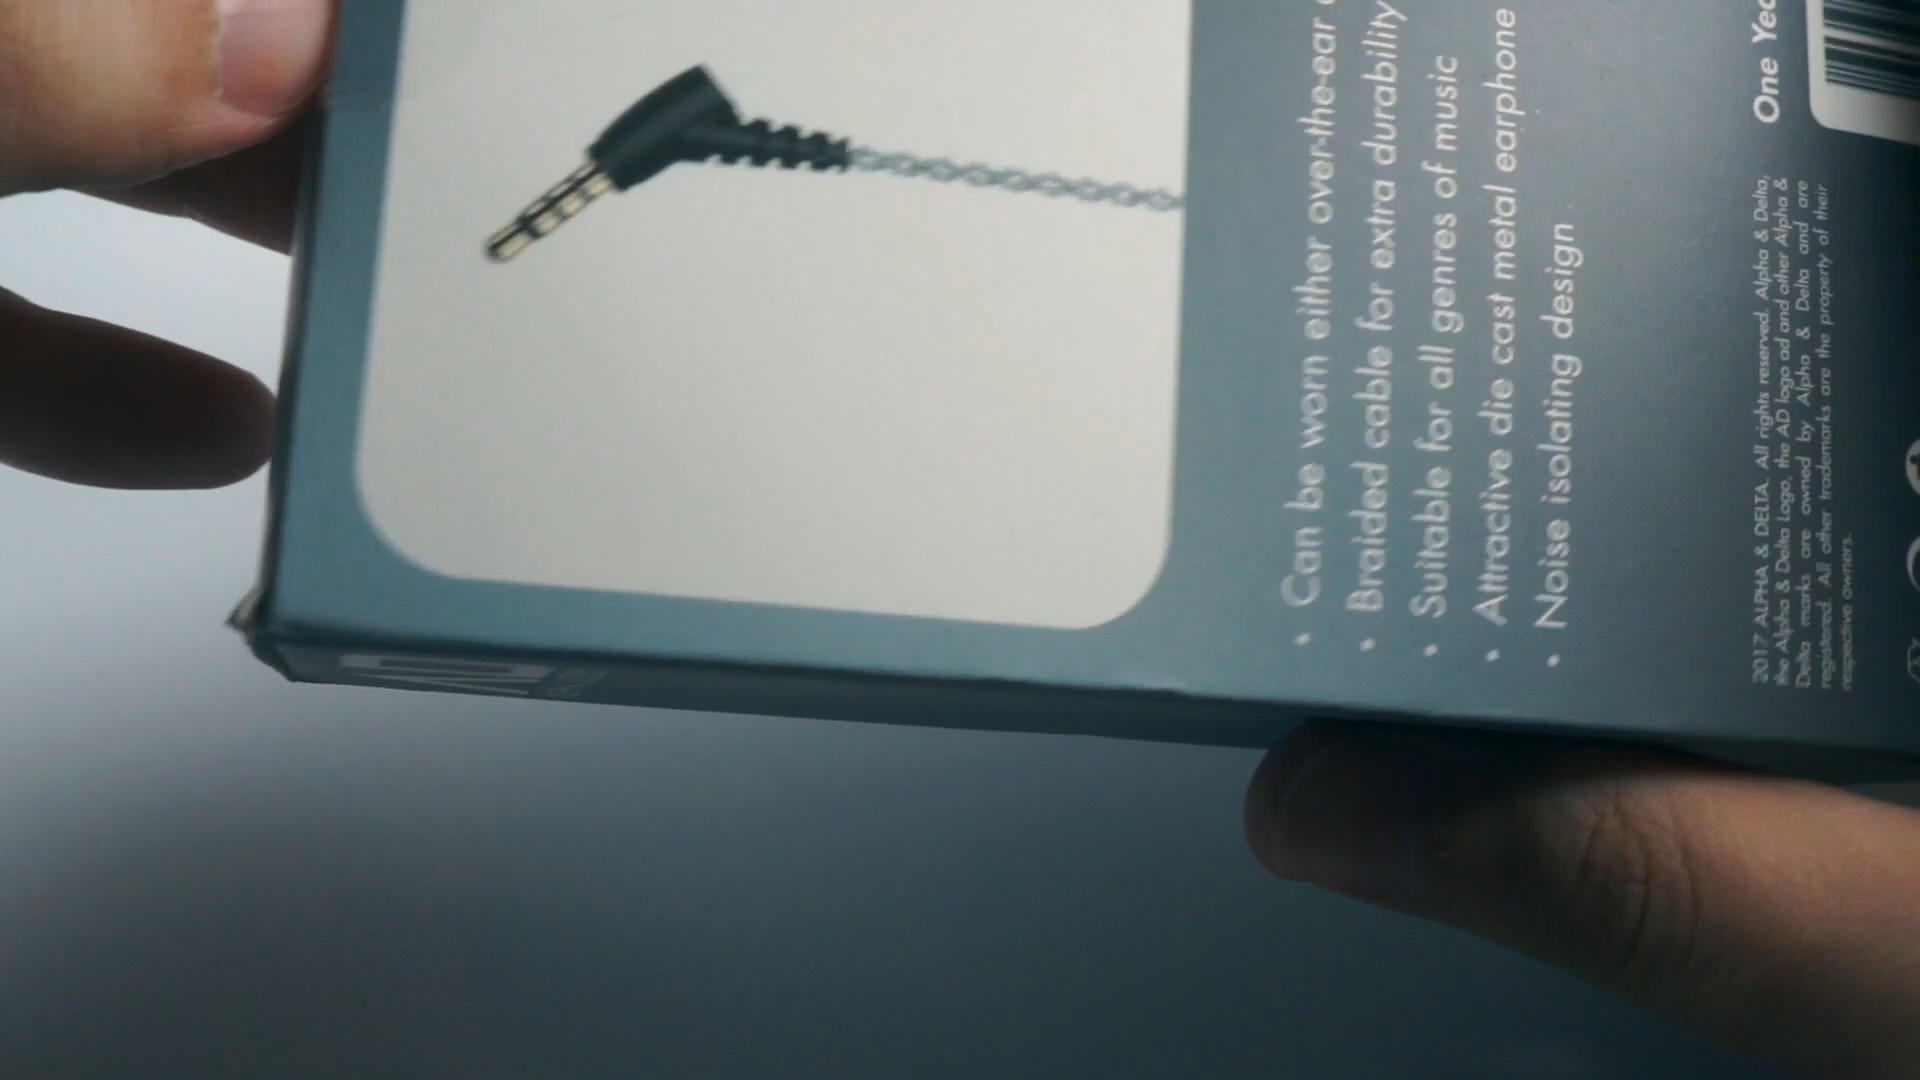 • Can be worn either over-the-ear
• Braided cable for extra durability
• Suitable for all genres of music
• Attractive die cast metal earphone
• Noise isolating design
One
2017 ALPHA & DELTA. All rights reserved. Alpha & Delta,
the Alpha & Delta Logo, the AD logo ad and other Alpha &
Delta marks are owned by Alpha & Delta and are
registered. All other trademarks are the property of their
respective owners.